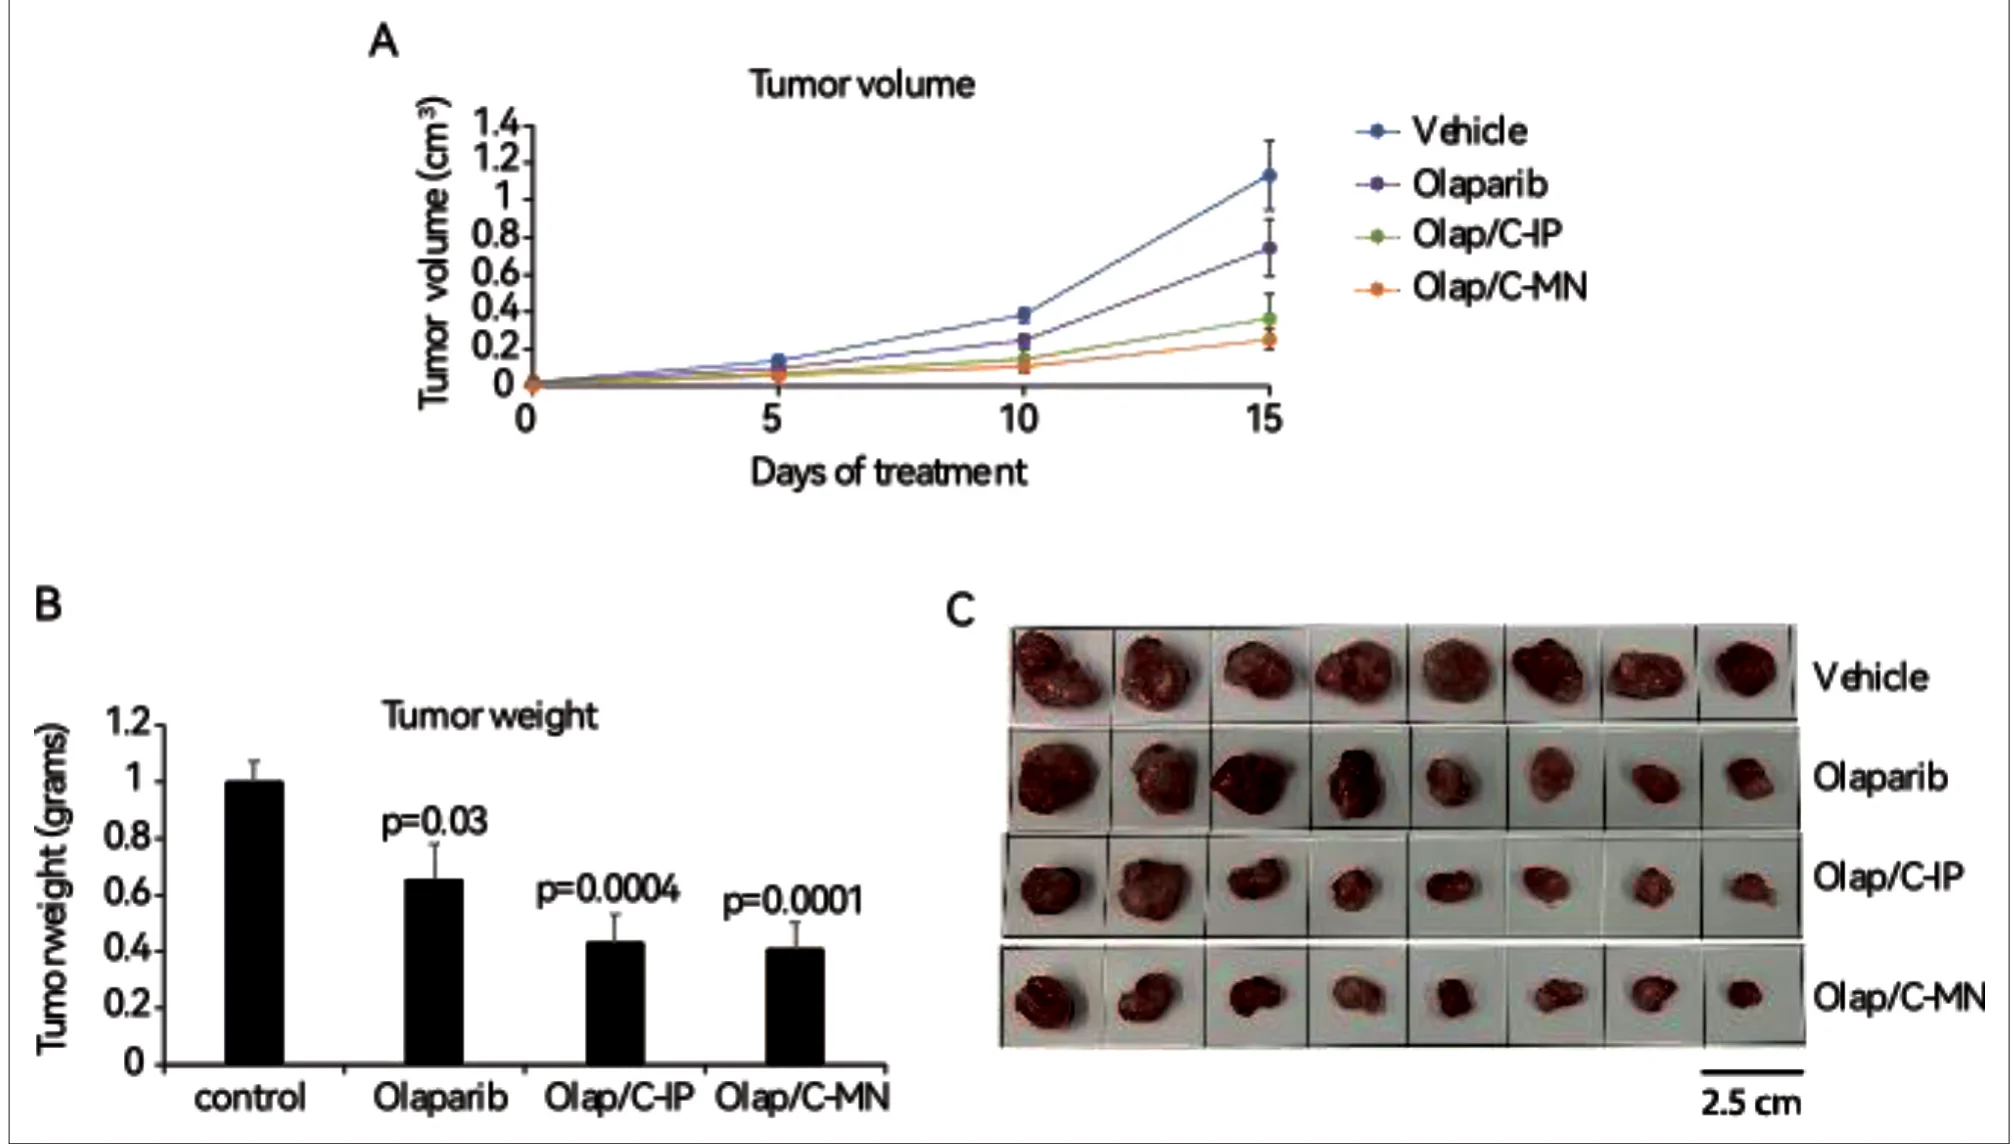 A
Tumor volume
Tumor volume (cm³)
1.4
1.2
1
0.8
0.6
0.4
0.2
0
0 5 10 15
Days of treatment
Vehicle
Olaparib
Olap/C-IP
Olap/C-MN
B
Tumor weight
Tumor weight (grams)
1.2
1
0.8
0.6
0.4
0.2
0
p=0.03
p=0.0004
p=0.0001
control Olaparib Olap/C-IP Olap/C-MN
C
Vehicle
Olaparib
Olap/C-IP
Olap/C-MN
2.5 cm